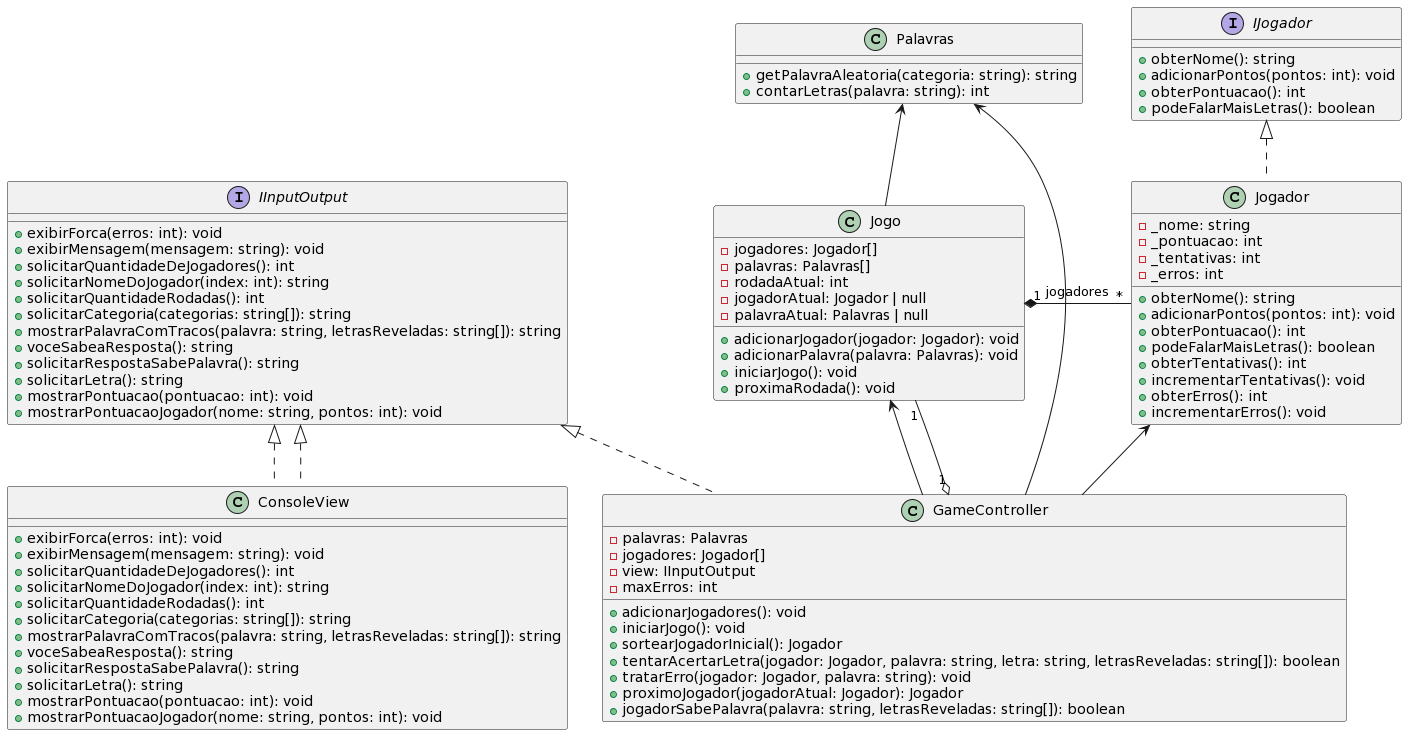 Palavras
getPalavraAleatoria(categoria: string): string
contarLetras(palavra: string): int
IJogador
obterNome(): string
adicionarPontos(pontos: int): void
obterPontuacao(): int
podeFalarMaisLetras(): boolean
IInputOutput
exibirForca(erros: int): void
exibirMensagem(mensagem: string): void
solicitarQuantidadeDeJogadores(): int
solicitarNomeDoJogador(index: int): string
solicitarQuantidadeRodadas(): int
solicitarCategoria(categorias: string[]): string
mostrarPalavraComTracos(palavra: string, letrasReveladas: string[]): string
voceSabeaResposta(): string
solicitarRespostaSabePalavra(): string
solicitarLetra(): string
mostrarPontuacao(pontuacao: int): void
mostrarPontuacaoJogador(nome: string, pontos: int): void
Jogo
jogadores: Jogador[]
palavras: Palavras[]
rodadaAtual: int
jogadorAtual: Jogador | null
palavraAtual: Palavras | null
adicionarJogador(jogador: Jogador): void
adicionarPalavra(palavra: Palavras): void
iniciarJogo(): void
proximaRodada(): void
1 jogadores *
Jogador
_nome: string
_pontuacao: int
_tentativas: int
_erros: int
obterNome(): string
adicionarPontos(pontos: int): void
obterPontuacao(): int
podeFalarMaisLetras(): boolean
obterTentativas(): int
incrementarTentativas(): void
obterErros(): int
incrementarErros(): void
1
1
ConsoleView
exibirForca(erros: int): void
exibirMensagem(mensagem: string): void
solicitarQuantidadeDeJogadores(): int
solicitarNomeDoJogador(index: int): string
solicitarQuantidadeRodadas(): int
solicitarCategoria(categorias: string[]): string
mostrarPalavraComTracos(palavra: string, letrasReveladas: string[]): string
voceSabeaResposta(): string
solicitarRespostaSabePalavra(): string
solicitarLetra(): string
mostrarPontuacao(pontuacao: int): void
mostrarPontuacaoJogador(nome: string, pontos: int): void
GameController
palavras: Palavras
jogadores: Jogador[]
view: IInputOutput
maxErros: int
adicionarJogadores(): void
iniciarJogo(): void
sortearJogadorInicial(): Jogador
tentarAcertarLetra(jogador: Jogador, palavra: string, letra: string, letrasReveladas: string[]): boolean
tratarErro(jogador: Jogador, palavra: string): void
proximoJogador(jogadorAtual: Jogador): Jogador
jogadorSabePalavra(palavra: string, letrasReveladas: string[]): boolean